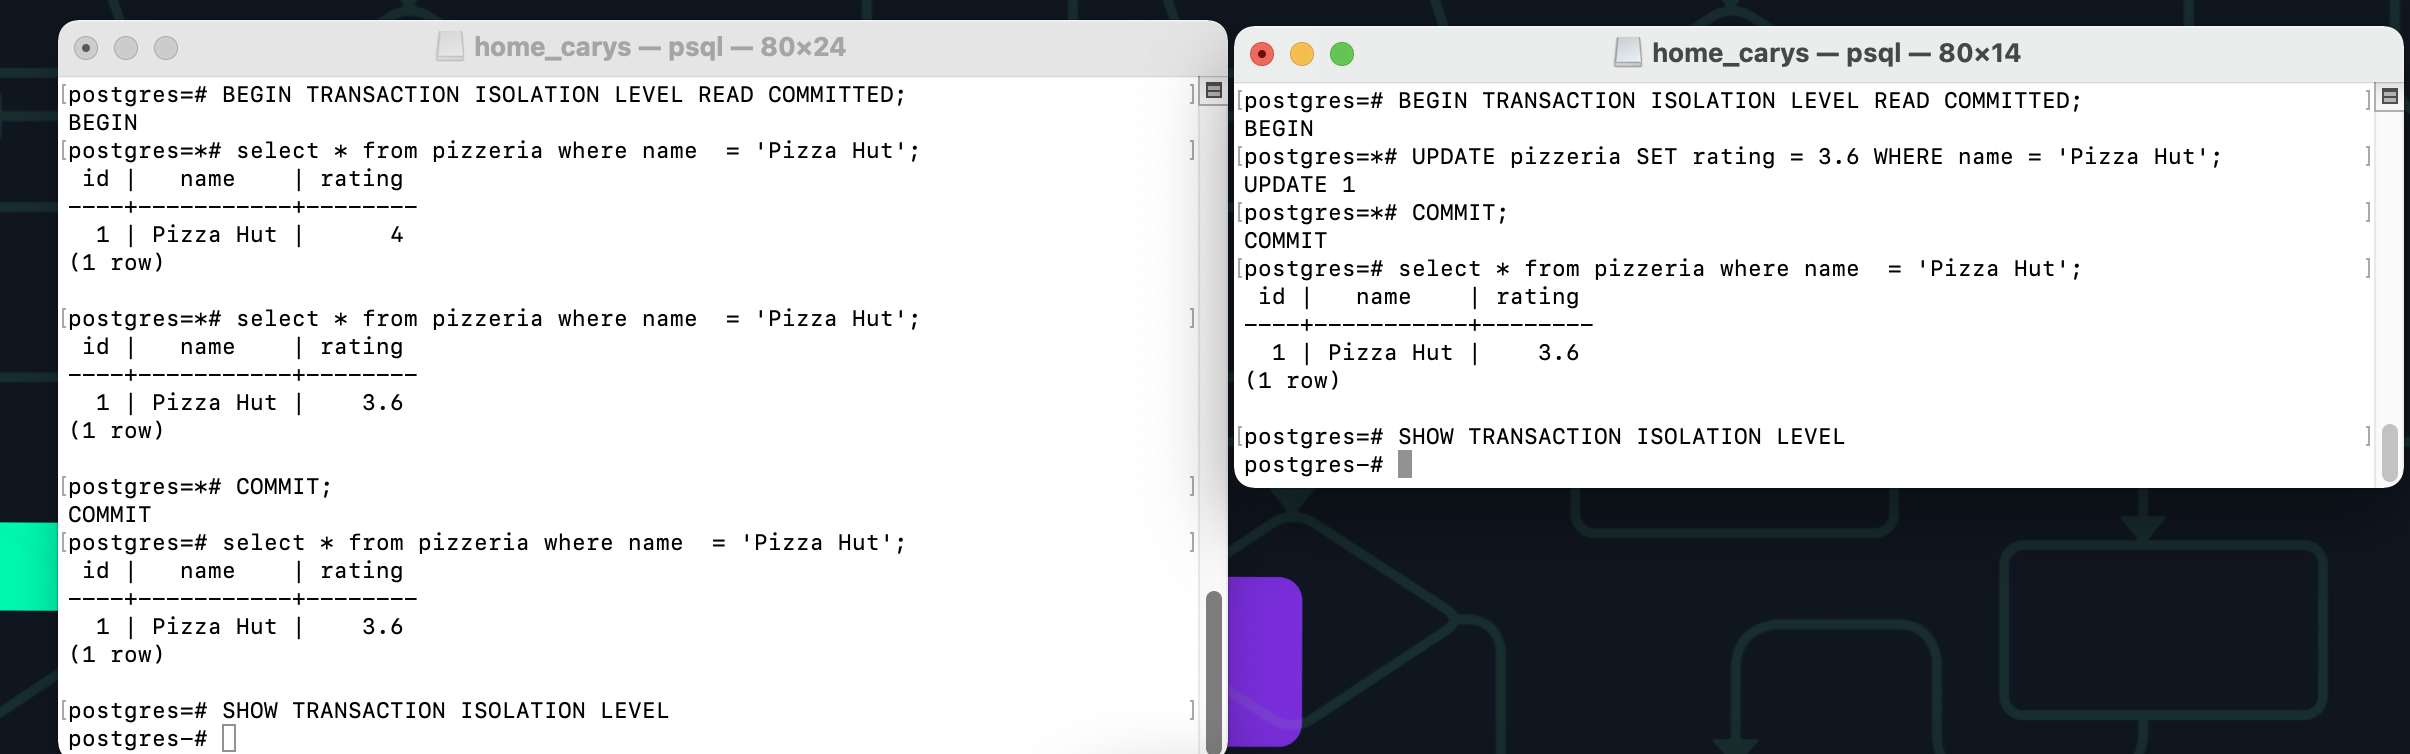 home_carys — psql — 80×24
[postgres=# BEGIN TRANSACTION ISOLATION LEVEL READ COMMITTED; ]
BEGIN
[postgres=*# select * from pizzeria where name  = 'Pizza Hut'; ]
 id |   name    | rating
----+-----------+--------
  1 | Pizza Hut |      4
(1 row)
[postgres=*# select * from pizzeria where name  = 'Pizza Hut'; ]
 id |   name    | rating
----+-----------+--------
  1 | Pizza Hut |    3.6
(1 row)
[postgres=*# COMMIT; ]
COMMIT
[postgres=# select * from pizzeria where name  = 'Pizza Hut'; ]
 id |   name    | rating
----+-----------+--------
  1 | Pizza Hut |    3.6
(1 row)
[postgres=# SHOW TRANSACTION ISOLATION LEVEL ]
postgres-#
home_carys — psql — 80×14
[postgres=# BEGIN TRANSACTION ISOLATION LEVEL READ COMMITTED; ]
BEGIN
[postgres=*# UPDATE pizzeria SET rating = 3.6 WHERE name = 'Pizza Hut'; ]
UPDATE 1
[postgres=*# COMMIT; ]
COMMIT
[postgres=# select * from pizzeria where name  = 'Pizza Hut'; ]
 id |   name    | rating
----+-----------+--------
  1 | Pizza Hut |    3.6
(1 row)
[postgres=# SHOW TRANSACTION ISOLATION LEVEL ]
postgres-#